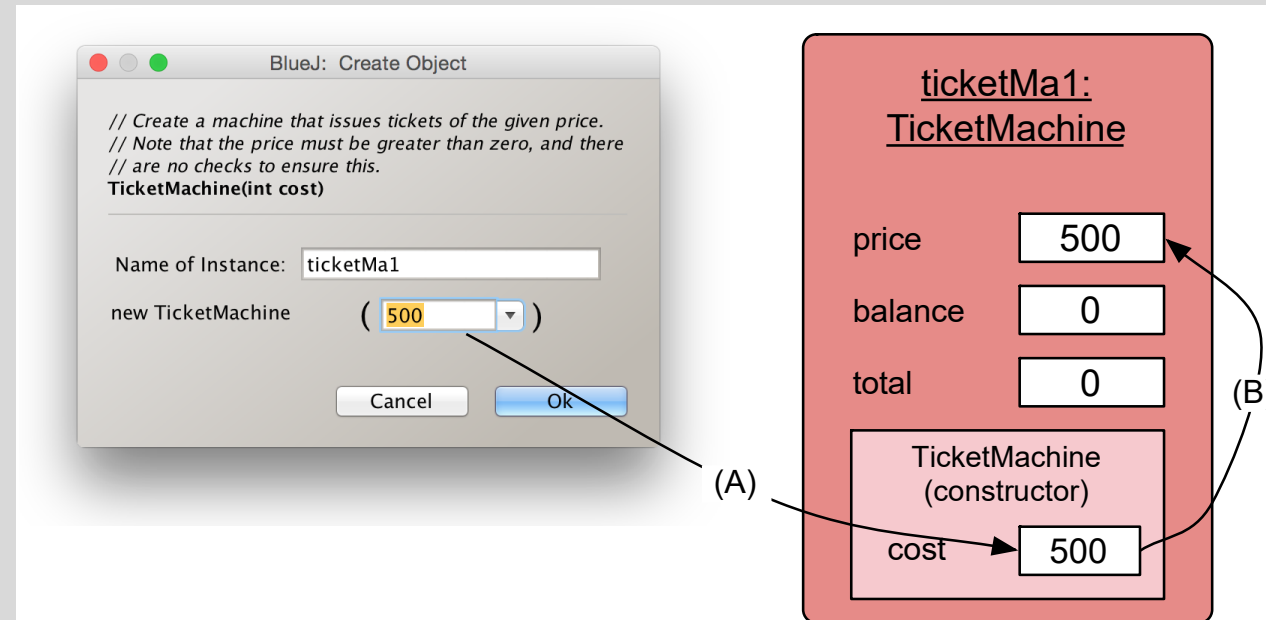 BlueJ: Create Object
// Create a machine that issues tickets of the given price.
// Note that the price must be greater than zero, and there
// are no checks to ensure this.
TicketMachine(int cost)
Name of Instance: ticketMa1
new TicketMachine ( 500 )
Cancel Ok
(A)
ticketMa1:
TicketMachine
price 500
balance 0
total 0
(B
TicketMachine
(constructor)
cost 500